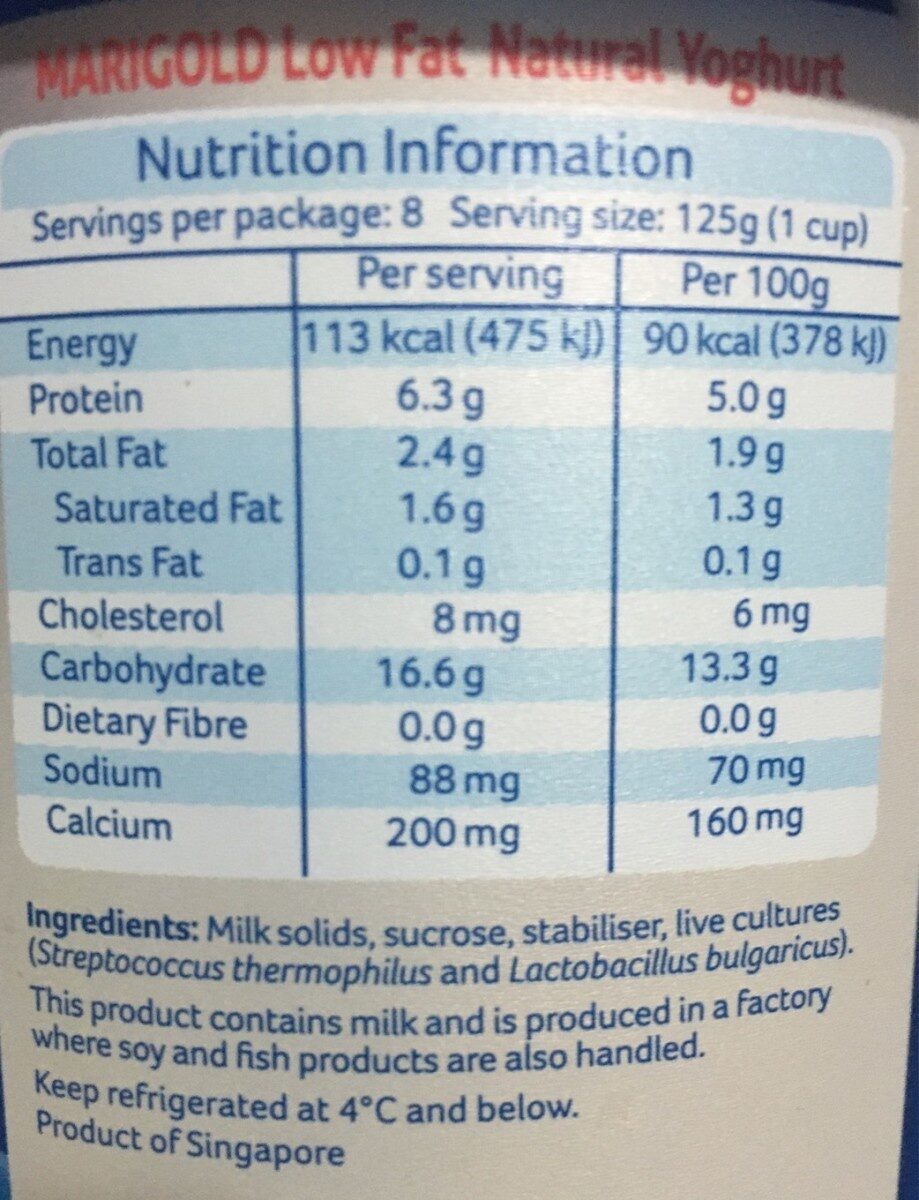 MARIGOLD Low Fat Natural Yoghurt
Nutrition Information
Servings per package: 8 Serving size: 125g (1 cup)
Per serving Per 100g
Energy 113 kcal (475 kJ) 90 kcal (378 kJ)
Protein 6.3 g 5.0 g
Total Fat 2.4 g 1.9 g
Saturated Fat 1.6 g 1.3 g
Trans Fat 0.1 g 0.1 g
Cholesterol 8 mg 6 mg
Carbohydrate 16.6 g 13.3 g
Dietary Fibre 0.0 g 0.0 g
Sodium 88 mg 70 mg
Calcium 200 mg 160 mg
Ingredients: Milk solids, sucrose, stabiliser, live cultures
(Streptococcus thermophilus and Lactobacillus bulgaricus).
This product contains milk and is produced in a factory
where soy and fish products are also handled.
Keep refrigerated at 4°C and below.
Product of Singapore